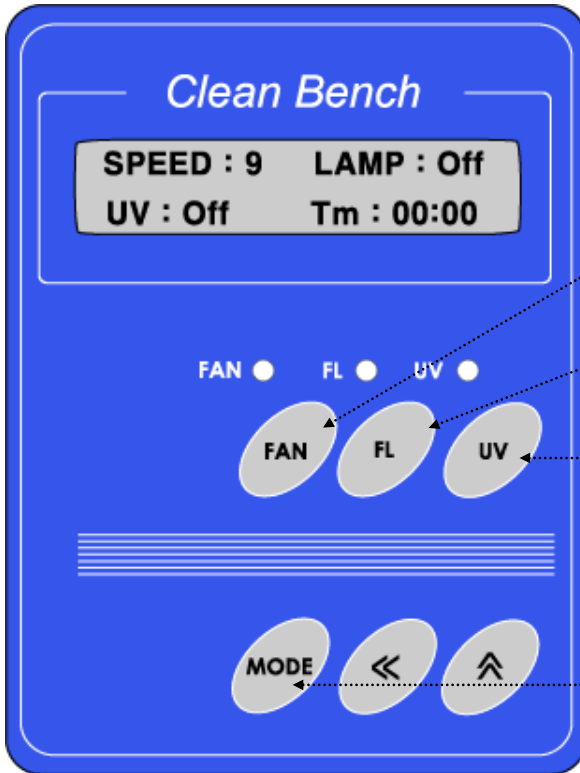 Clean Bench
SPEED : 9 LAMP : Off
UV : Off Tm : 00:00
FAN FL UV
FAN FL UV
MODE